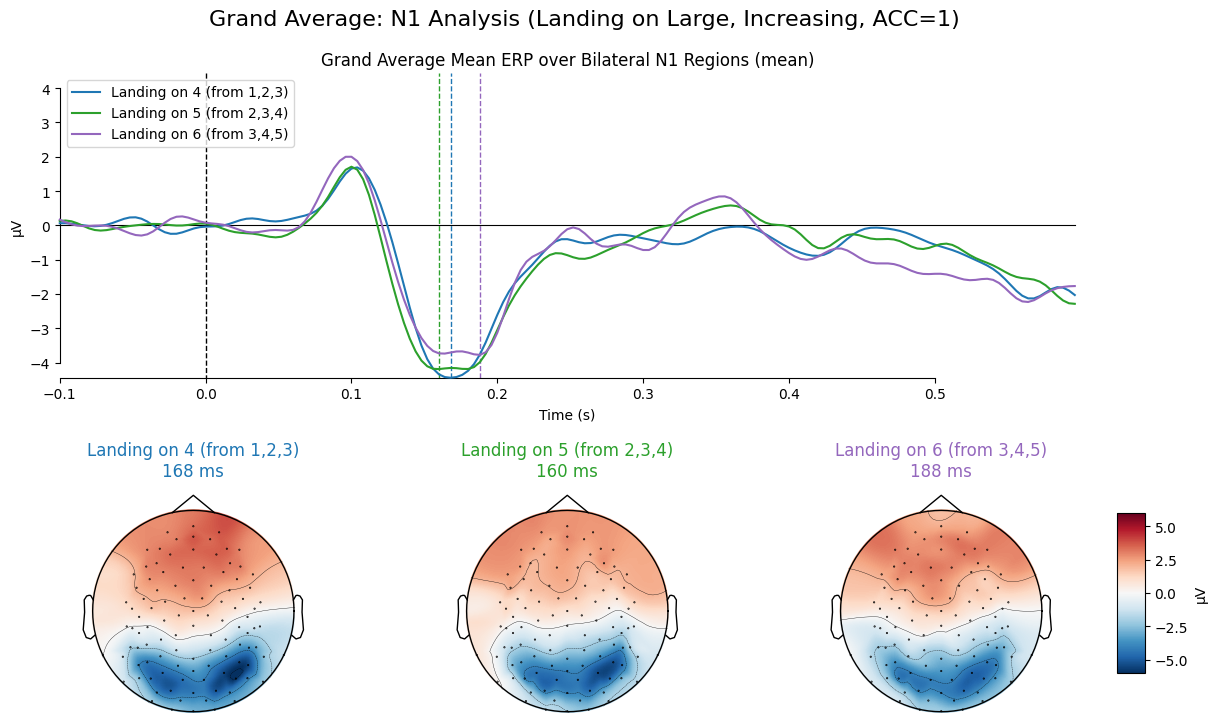 Grand Average: N1 Analysis (Landing on Large, Increasing, ACC=1)
Grand Average Mean ERP over Bilateral N1 Regions (mean)
Landing on 4 (from 1,2,3)
Landing on 5 (from 2,3,4)
Landing on 6 (from 3,4,5)
µV
4
3
2
1
0
−1
−2
−3
−4
−0.1
0.0
0.1
0.2
0.3
0.4
0.5
Time (s)
Landing on 4 (from 1,2,3)
168 ms
Landing on 5 (from 2,3,4)
160 ms
Landing on 6 (from 3,4,5)
188 ms
5.0
2.5
0.0
−2.5
−5.0
µV